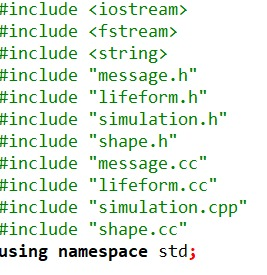 #include <iostream>
#include <fstream>
#include <string>
#include "message.h"
#include "lifeform.h"
#include "simulation.h"
#include "shape.h"
#include "message.cc"
#include "lifeform.cc"
#include "simulation.cpp"
#include "shape.cc"
using namespace std;